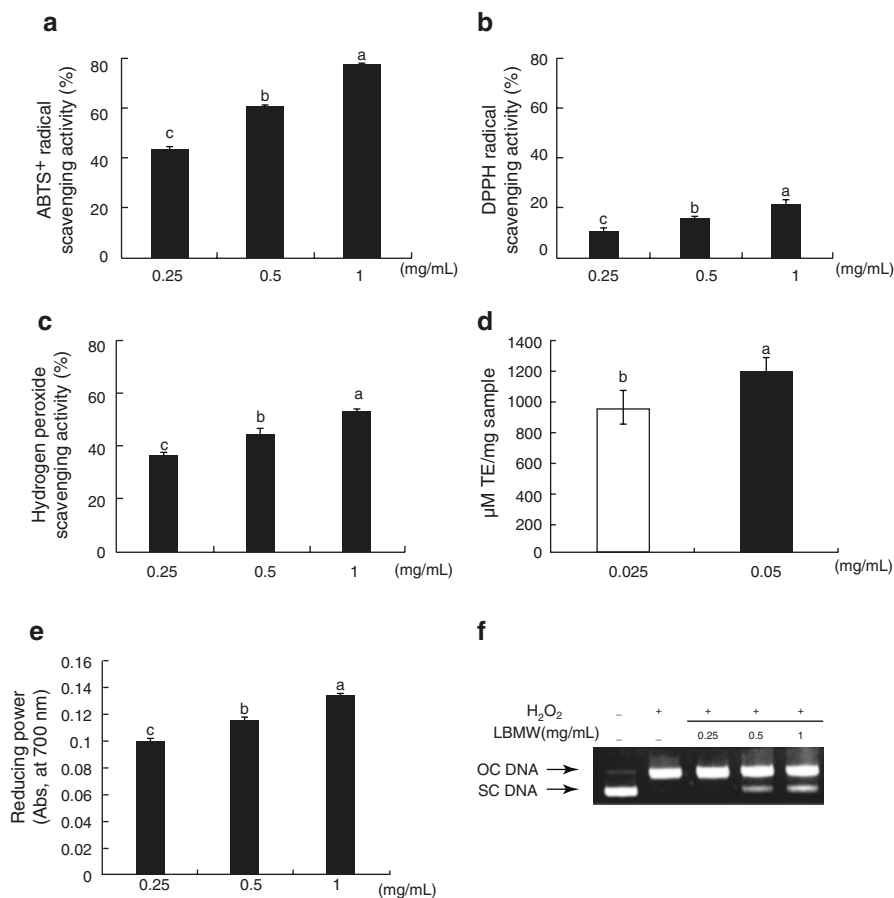 a
ABTS⁺ radical
scavenging activity (%)
80
60
40
20
0
c
b
a
0.25 0.5 1 (mg/mL)
b
DPPH radical
scavenging activity (%)
80
60
40
20
0
c
b
a
0.25 0.5 1 (mg/mL)
c
Hydrogen peroxide
scavenging activity (%)
80
60
40
20
0
c
b
a
0.25 0.5 1 (mg/mL)
d
µM TE/mg sample
1400
1200
1000
800
600
400
200
0
b
a
0.025 0.05 (mg/mL)
e
Reducing power
(Abs, at 700 nm)
0.16
0.14
0.12
0.1
0.08
0.06
0.04
0.02
0
c
b
a
0.25 0.5 1 (mg/mL)
f
H₂O₂ – + + + +
LBMW(mg/mL) – – 0.25 0.5 1
OC DNA
SC DNA